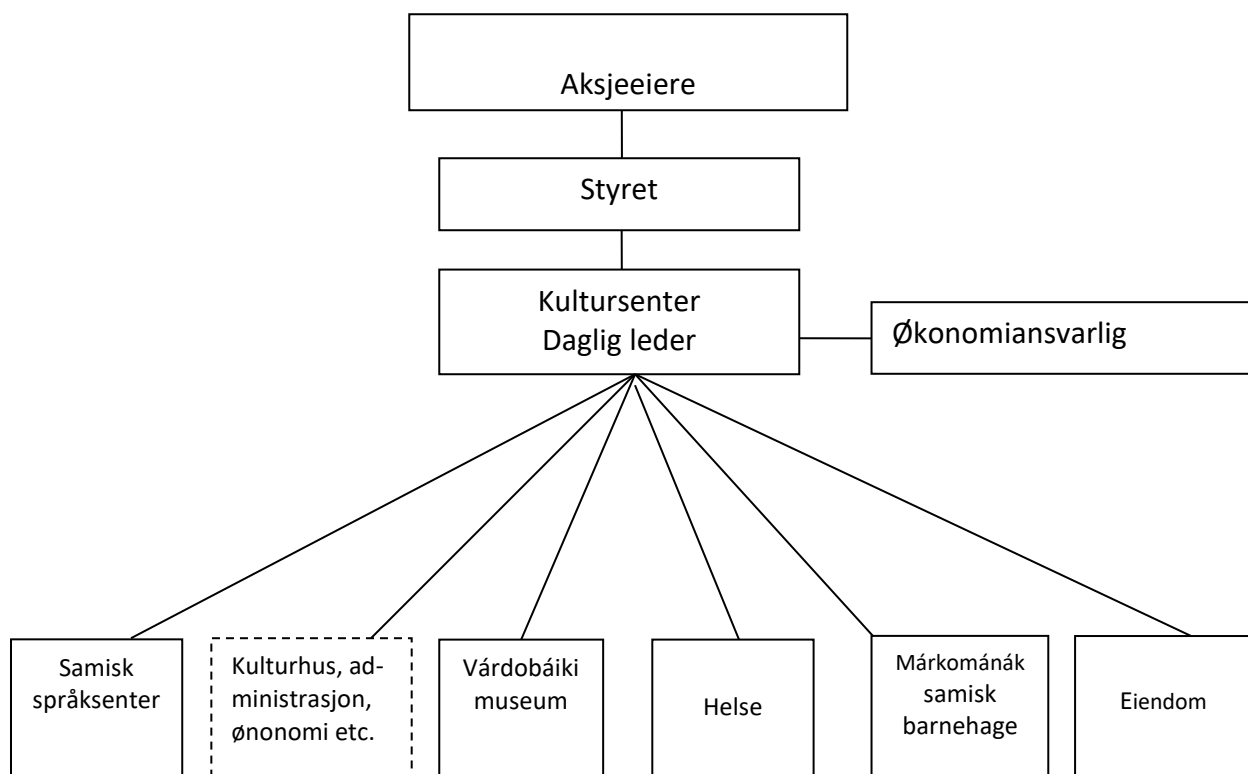 Aksjeeiere
Styret
Kultursenter
Daglig leder
Økonomiansvarlig
Samisk
språksenter
Kulturhus, ad-
ministrasjon,
ønonomi etc.
Várdobáiki
museum
Helse
Márkománák
samisk
barnehage
Eiendom